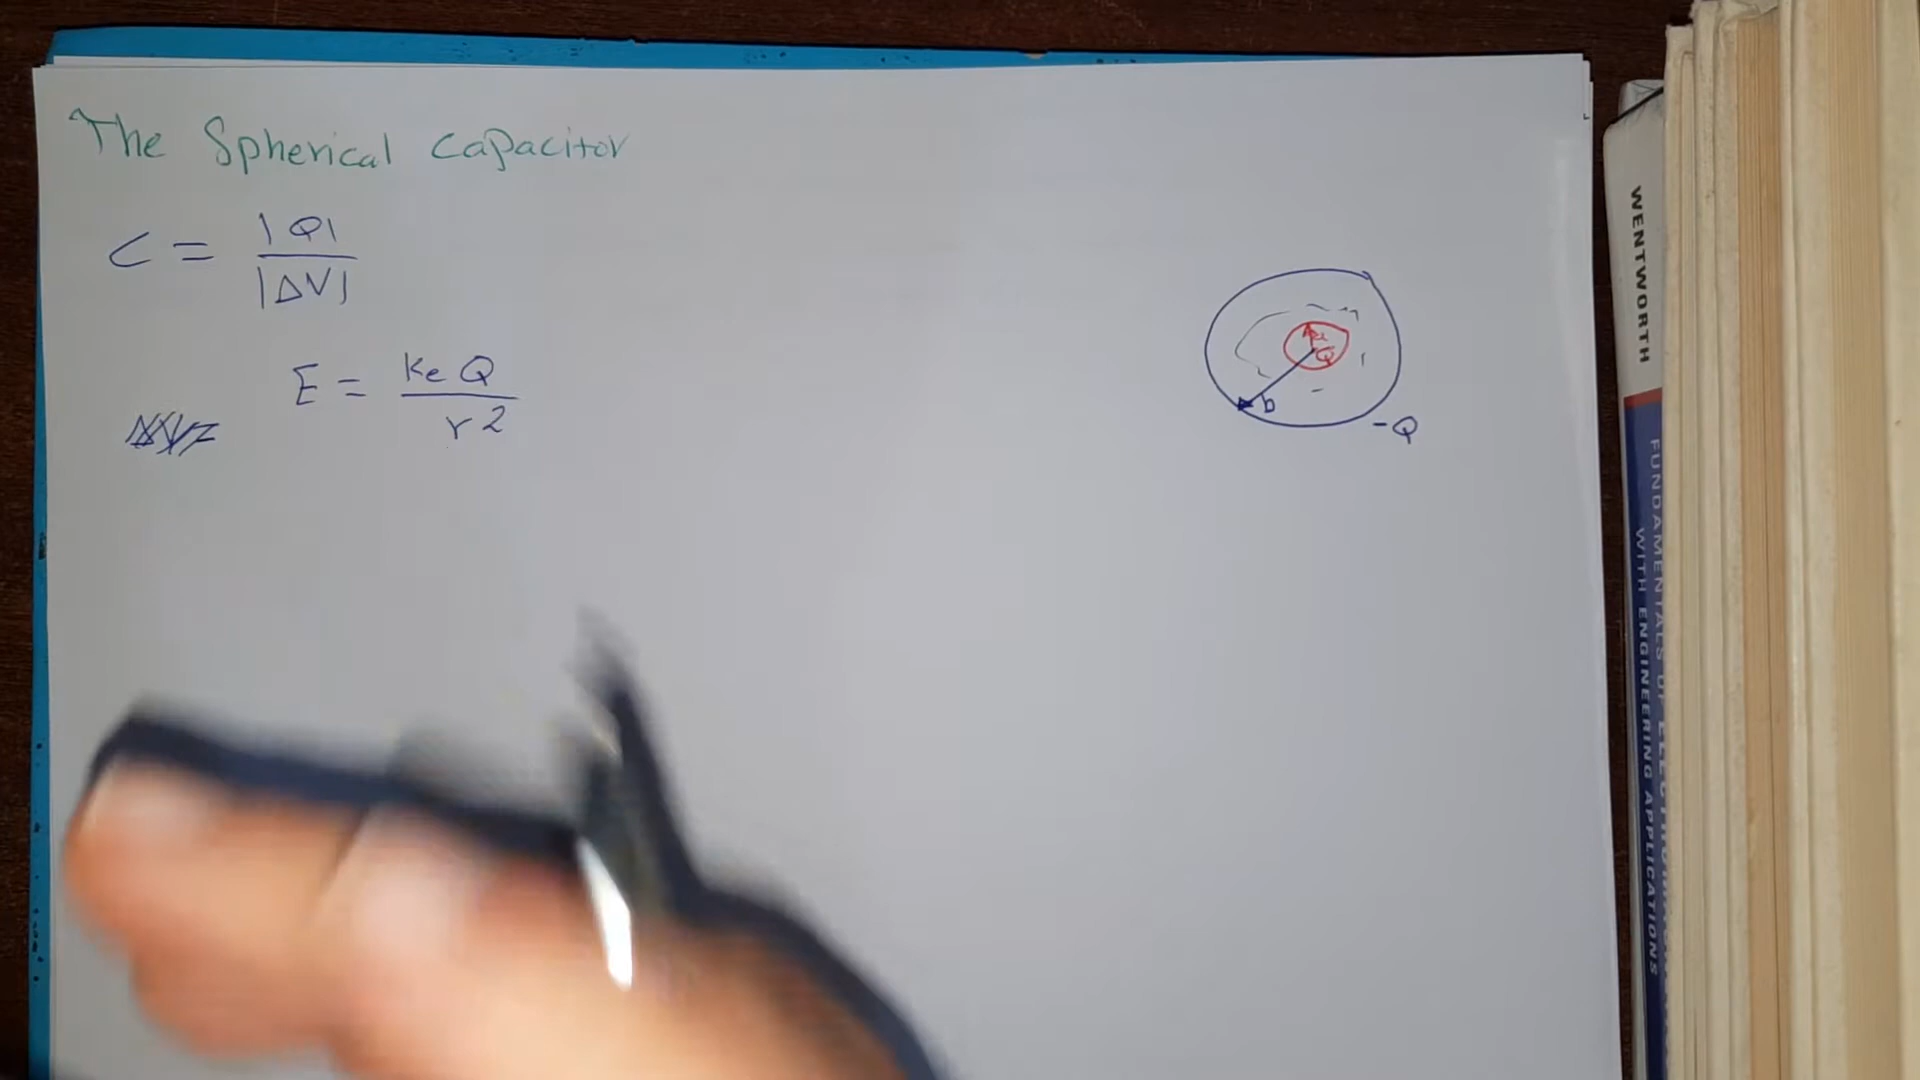 The Spherical Capacitor
C = |Q| / |ΔV|
E = ke Q / r²
a
Q
b
-Q
WENTWORTH
FUNDAMENTALS OF ELECTROMAGNETICS
WITH ENGINEERING APPLICATIONS